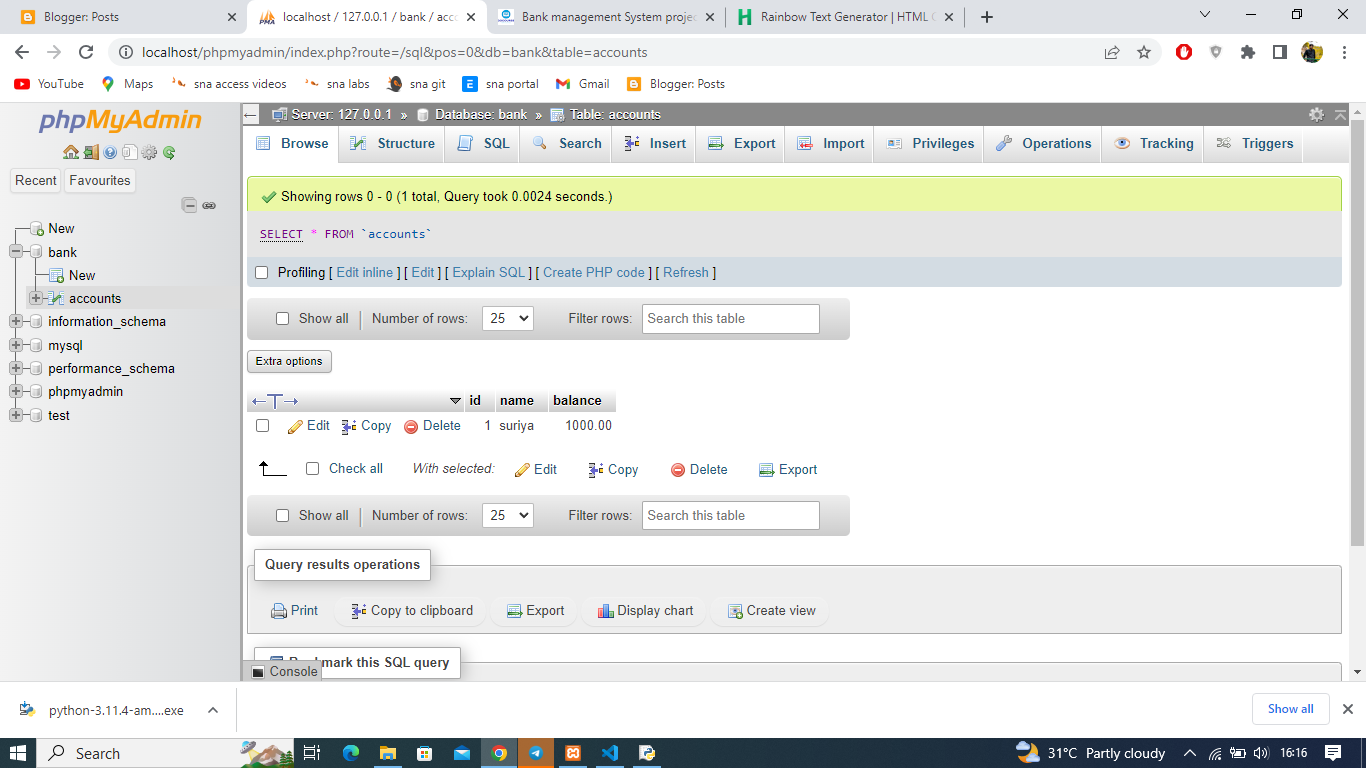 Blogger: Posts
localhost / 127.0.0.1 / bank / acc
Bank management System projec
Rainbow Text Generator | HTML C
localhost/phpmyadmin/index.php?route=/sql&pos=0&db=bank&table=accounts
YouTube Maps sna access videos sna labs sna git sna portal Gmail Blogger: Posts
phpMyAdmin
Recent Favourites
New
bank
New
accounts
information_schema
mysql
performance_schema
phpmyadmin
test
Server: 127.0.0.1 » Database: bank » Table: accounts
Browse Structure SQL Search Insert Export Import Privileges Operations Tracking Triggers
Showing rows 0 - 0 (1 total, Query took 0.0024 seconds.)
SELECT * FROM `accounts`
Profiling [ Edit inline ] [ Edit ] [ Explain SQL ] [ Create PHP code ] [ Refresh ]
Show all | Number of rows: 25 Filter rows: Search this table
Extra options
id name balance
Edit Copy Delete 1 suriya 1000.00
Check all With selected: Edit Copy Delete Export
Show all | Number of rows: 25 Filter rows: Search this table
Query results operations
Print Copy to clipboard Export Display chart Create view
mark this SQL query
Console
python-3.11.4-am....exe
Show all
Search
31°C Partly cloudy
16:16